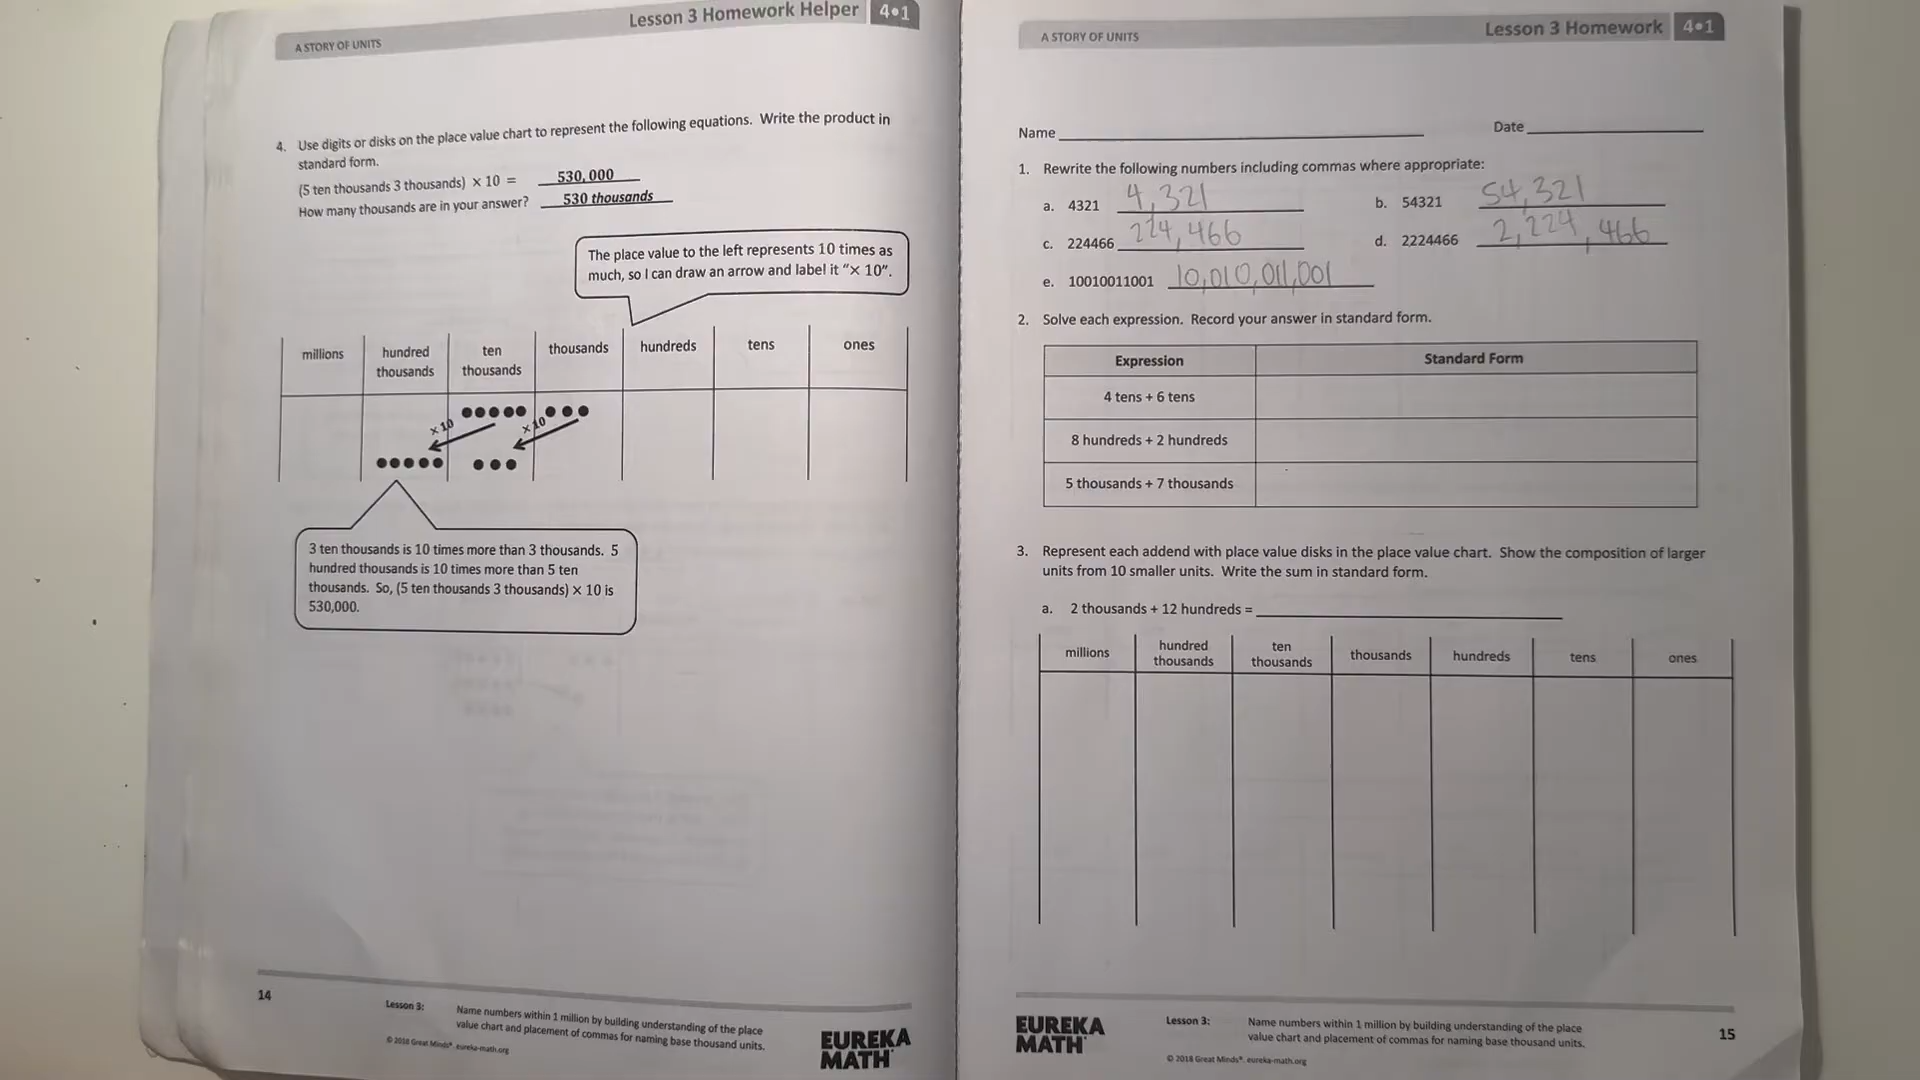 A STORY OF UNITS
Lesson 3 Homework Helper 4•1
4. Use digits or disks on the place value chart to represent the following equations. Write the product in
standard form.
(5 ten thousands 3 thousands) × 10 = 530,000
How many thousands are in your answer? 530 thousands
The place value to the left represents 10 times as
much, so I can draw an arrow and label it “× 10”.
millions hundred thousands ten thousands thousands hundreds tens ones
× 10 × 10
3 ten thousands is 10 times more than 3 thousands. 5
hundred thousands is 10 times more than 5 ten
thousands. So, (5 ten thousands 3 thousands) × 10 is
530,000.
14
Lesson 3: Name numbers within 1 million by building understanding of the place
value chart and placement of commas for naming base thousand units.
© 2018 Great Minds®. eureka-math.org
EUREKA
MATH
A STORY OF UNITS
Lesson 3 Homework 4•1
Name
Date
1. Rewrite the following numbers including commas where appropriate:
a. 4321 4,321 b. 54321 54,321
c. 224466 224,466 d. 2224466 2,224,466
e. 10010011001 10,010,011,001
2. Solve each expression. Record your answer in standard form.
Expression Standard Form
4 tens + 6 tens
8 hundreds + 2 hundreds
5 thousands + 7 thousands
3. Represent each addend with place value disks in the place value chart. Show the composition of larger
units from 10 smaller units. Write the sum in standard form.
a. 2 thousands + 12 hundreds =
millions hundred thousands ten thousands thousands hundreds tens ones
EUREKA
MATH
Lesson 3: Name numbers within 1 million by building understanding of the place
value chart and placement of commas for naming base thousand units.
© 2018 Great Minds®. eureka-math.org
15